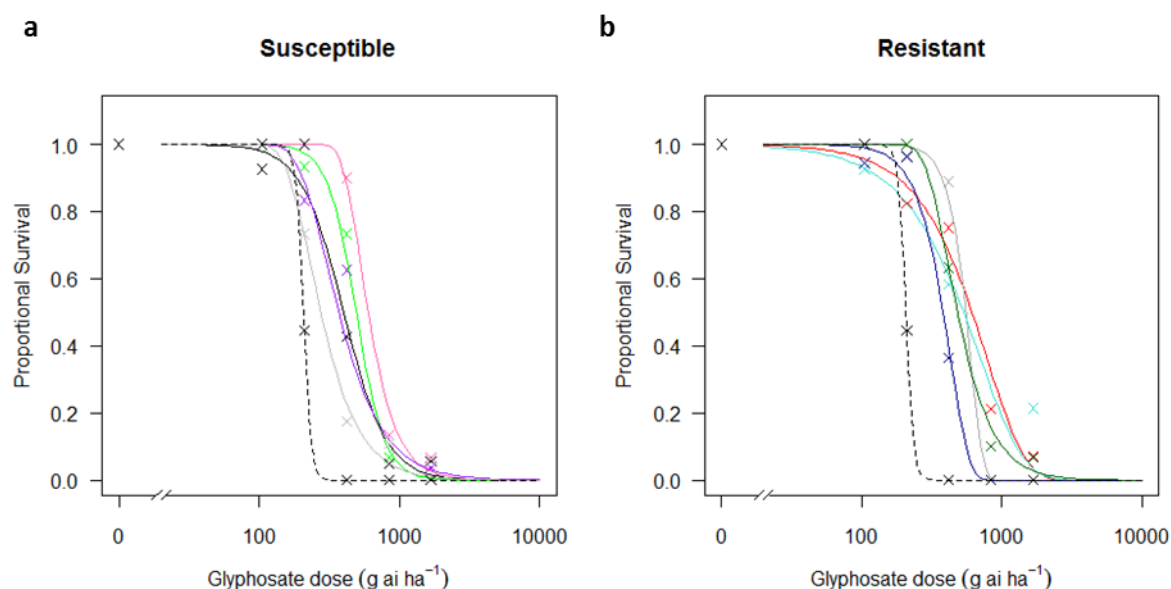 a
Susceptible
Proportional Survival
1.0
0.8
0.6
0.4
0.2
0.0
0
100
1000
10000
Glyphosate dose (g ai ha⁻¹)
b
Resistant
Proportional Survival
1.0
0.8
0.6
0.4
0.2
0.0
0
100
1000
10000
Glyphosate dose (g ai ha⁻¹)